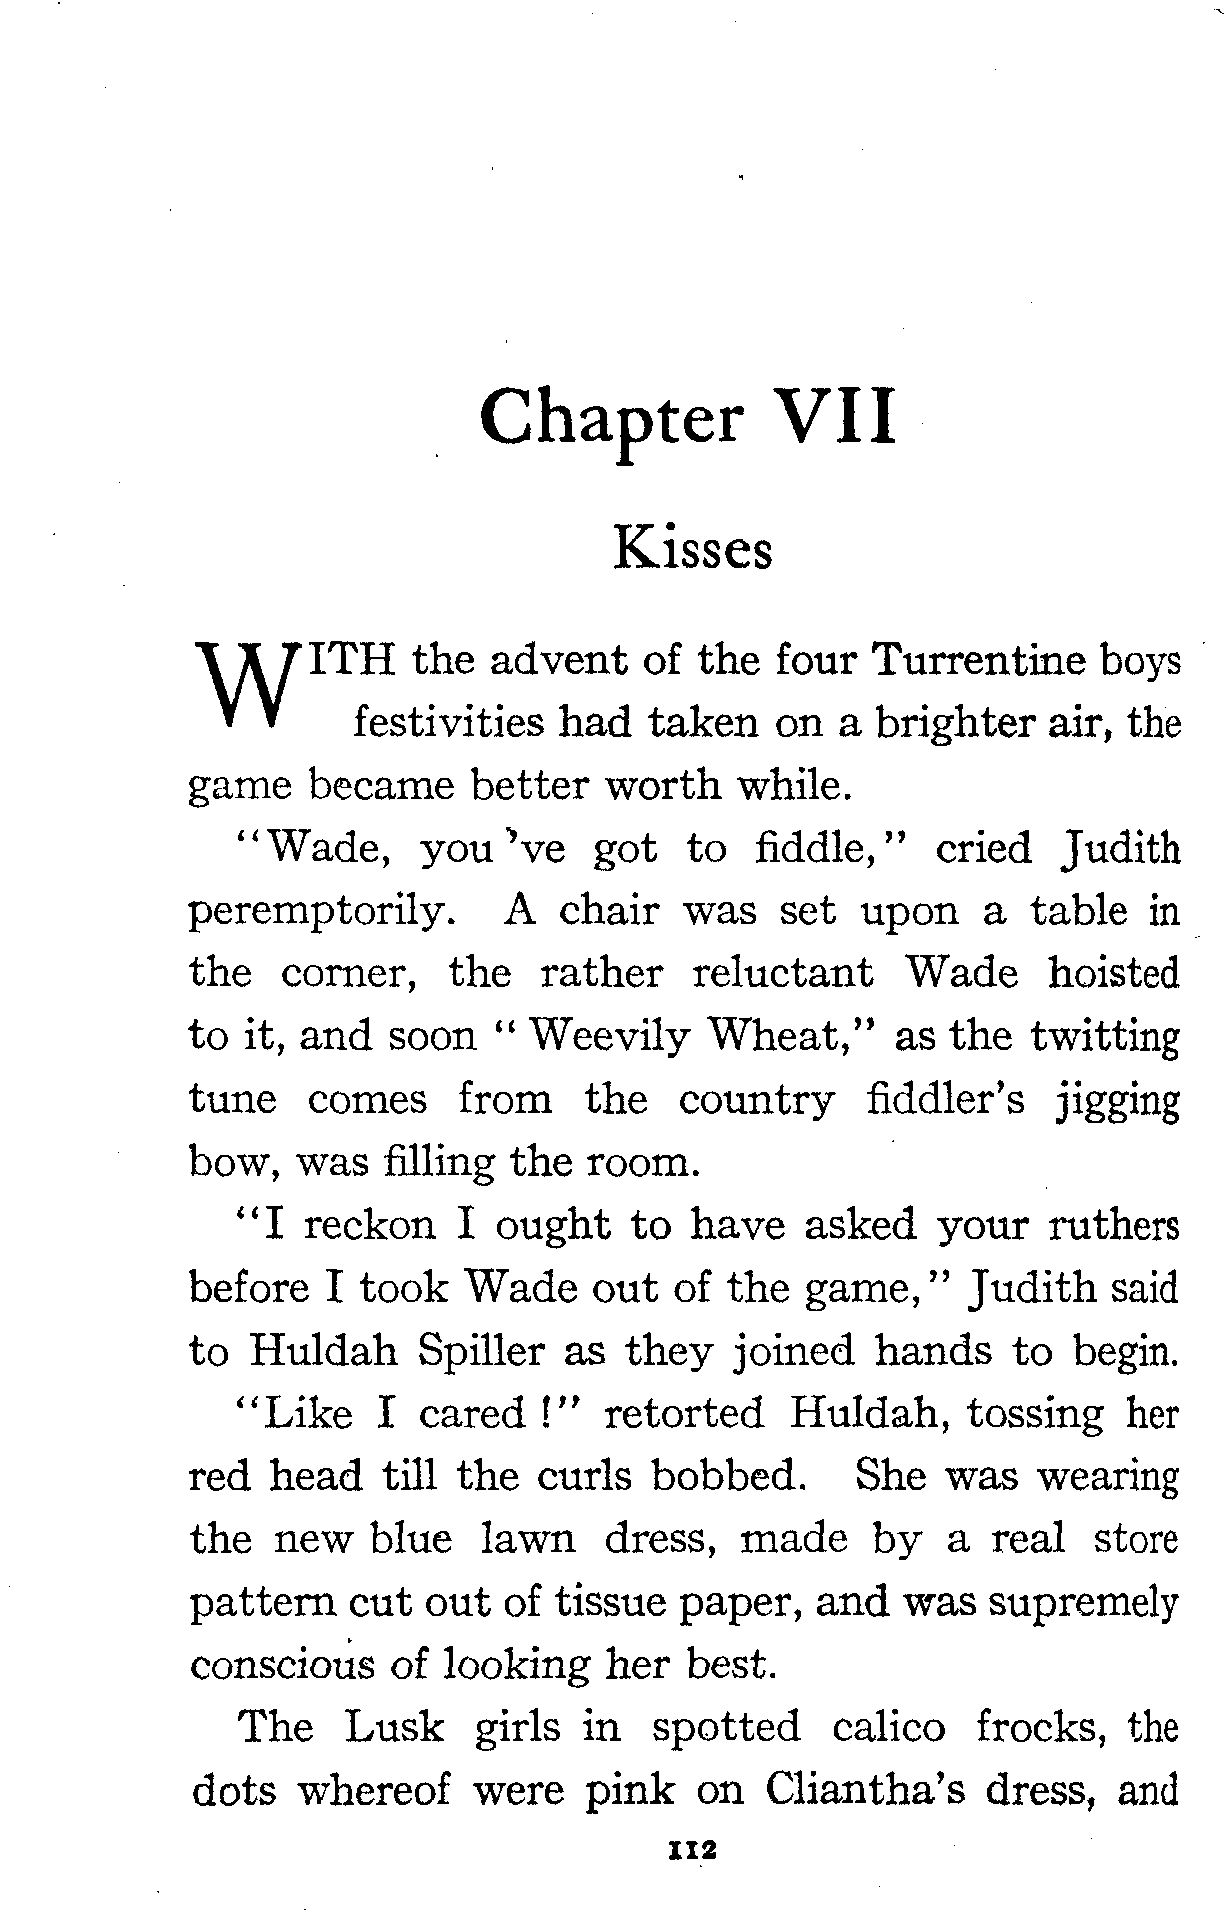 Chapter VII
Kisses
WITH the advent of the four Turrentine boys
festivities had taken on a brighter air, the
game became better worth while.
"Wade, you 've got to fiddle," cried Judith
peremptorily. A chair was set upon a table in
the corner, the rather reluctant Wade hoisted
to it, and soon "Weevily Wheat," as the twitting
tune comes from the country fiddler's jigging
bow, was filling the room.
"I reckon I ought to have asked your ruthers
before I took Wade out of the game," Judith said
to Huldah Spiller as they joined hands to begin.
"Like I cared!" retorted Huldah, tossing her
red head till the curls bobbed. She was wearing
the new blue lawn dress, made by a real store
pattern cut out of tissue paper, and was supremely
conscious of looking her best.
The Lusk girls in spotted calico frocks, the
dots whereof were pink on Cliantha's dress, and
112